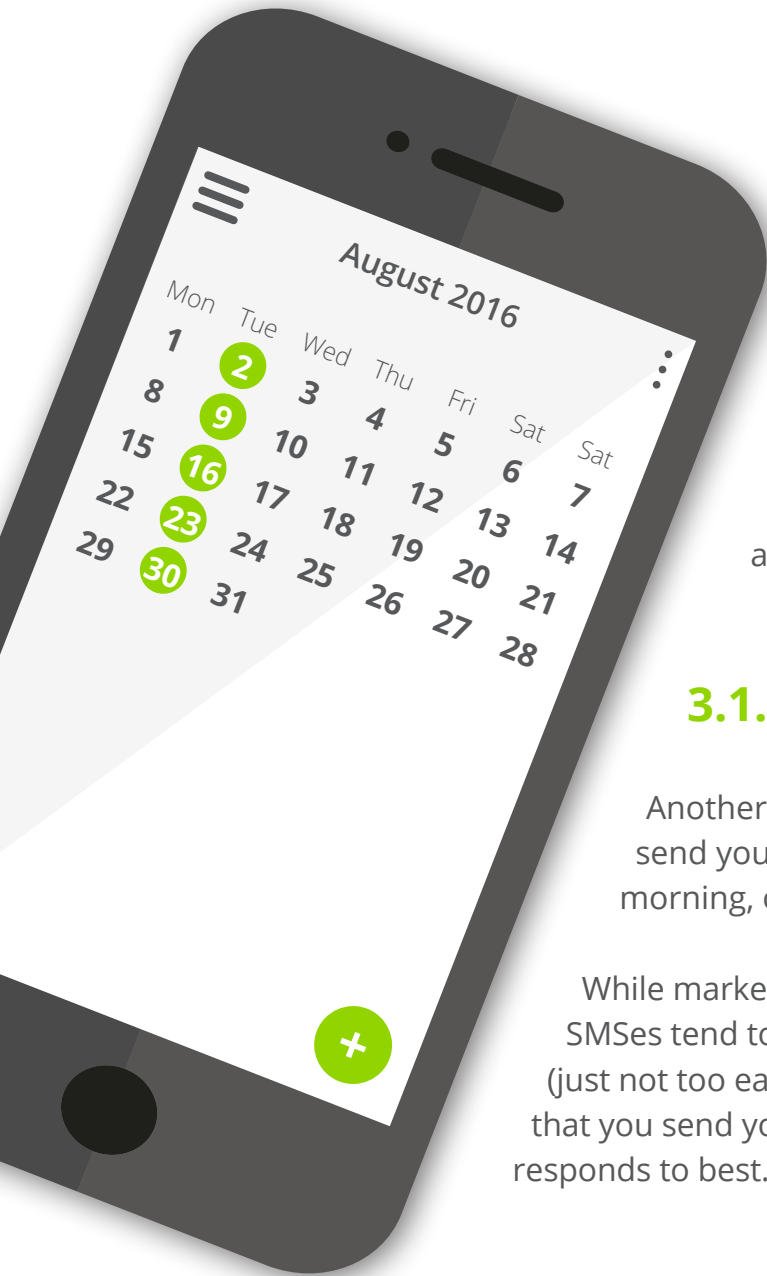 August 2016
Mon Tue Wed Thu Fri Sat Sat
1 2 3 4 5 6 7
8 9 10 11 12 13 14
15 16 17 18 19 20 21
22 23 24 25 26 27 28
29 30 31
+
a
3.1.
Another
send you
morning,
While marke
SMSes tend to
(just not too ea
that you send yo
responds to best.